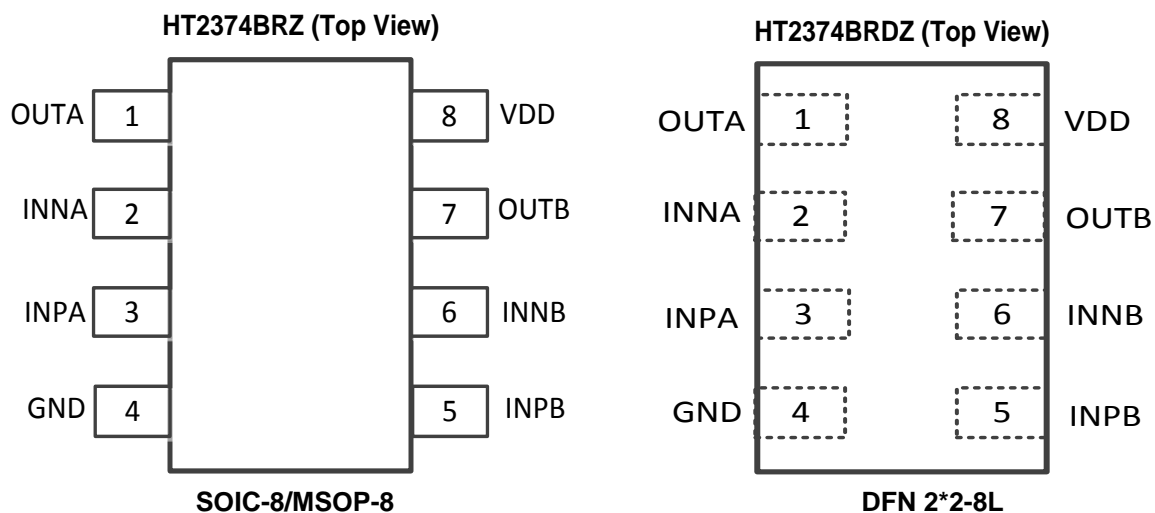 HT2374BRZ (Top View)
OUTA 1 8 VDD
INNA 2 7 OUTB
INPA 3 6 INNB
GND 4 5 INPB
SOIC-8/MSOP-8
HT2374BRDZ (Top View)
OUTA 1 8 VDD
INNA 2 7 OUTB
INPA 3 6 INNB
GND 4 5 INPB
DFN 2*2-8L